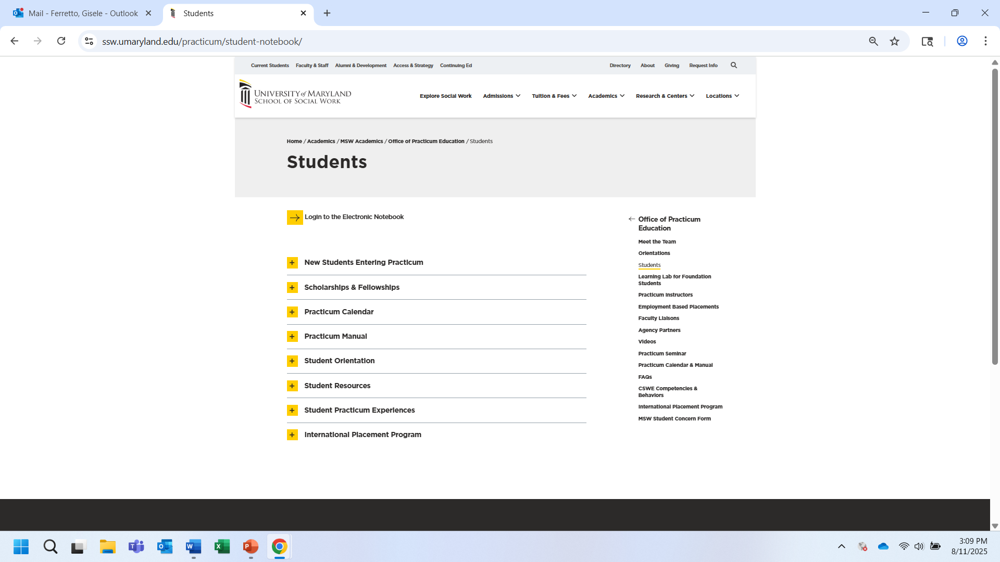 Mail - Ferretto, Gisele - Outlook
Students
ssw.umaryland.edu/practicum/student-notebook/
Current Students Faculty & Staff Alumni & Development Access & Strategy Continuing Ed Directory About Giving Request Info
UNIVERSITY of MARYLAND
SCHOOL OF SOCIAL WORK
Explore Social Work Admissions Tuition & Fees Academics Research & Centers Locations
Home / Academics / MSW Academics / Office of Practicum Education / Students
Students
Login to the Electronic Notebook
New Students Entering Practicum
Scholarships & Fellowships
Practicum Calendar
Practicum Manual
Student Orientation
Student Resources
Student Practicum Experiences
International Placement Program
Office of Practicum
Education
Meet the Team
Orientations
Students
Learning Lab for Foundation
Students
Practicum Instructors
Employment Based Placements
Faculty Liaisons
Agency Partners
Videos
Practicum Seminar
Practicum Calendar & Manual
FAQs
CSWE Competencies &
Behaviors
International Placement Program
MSW Student Concern Form
3:09 PM
8/11/2025